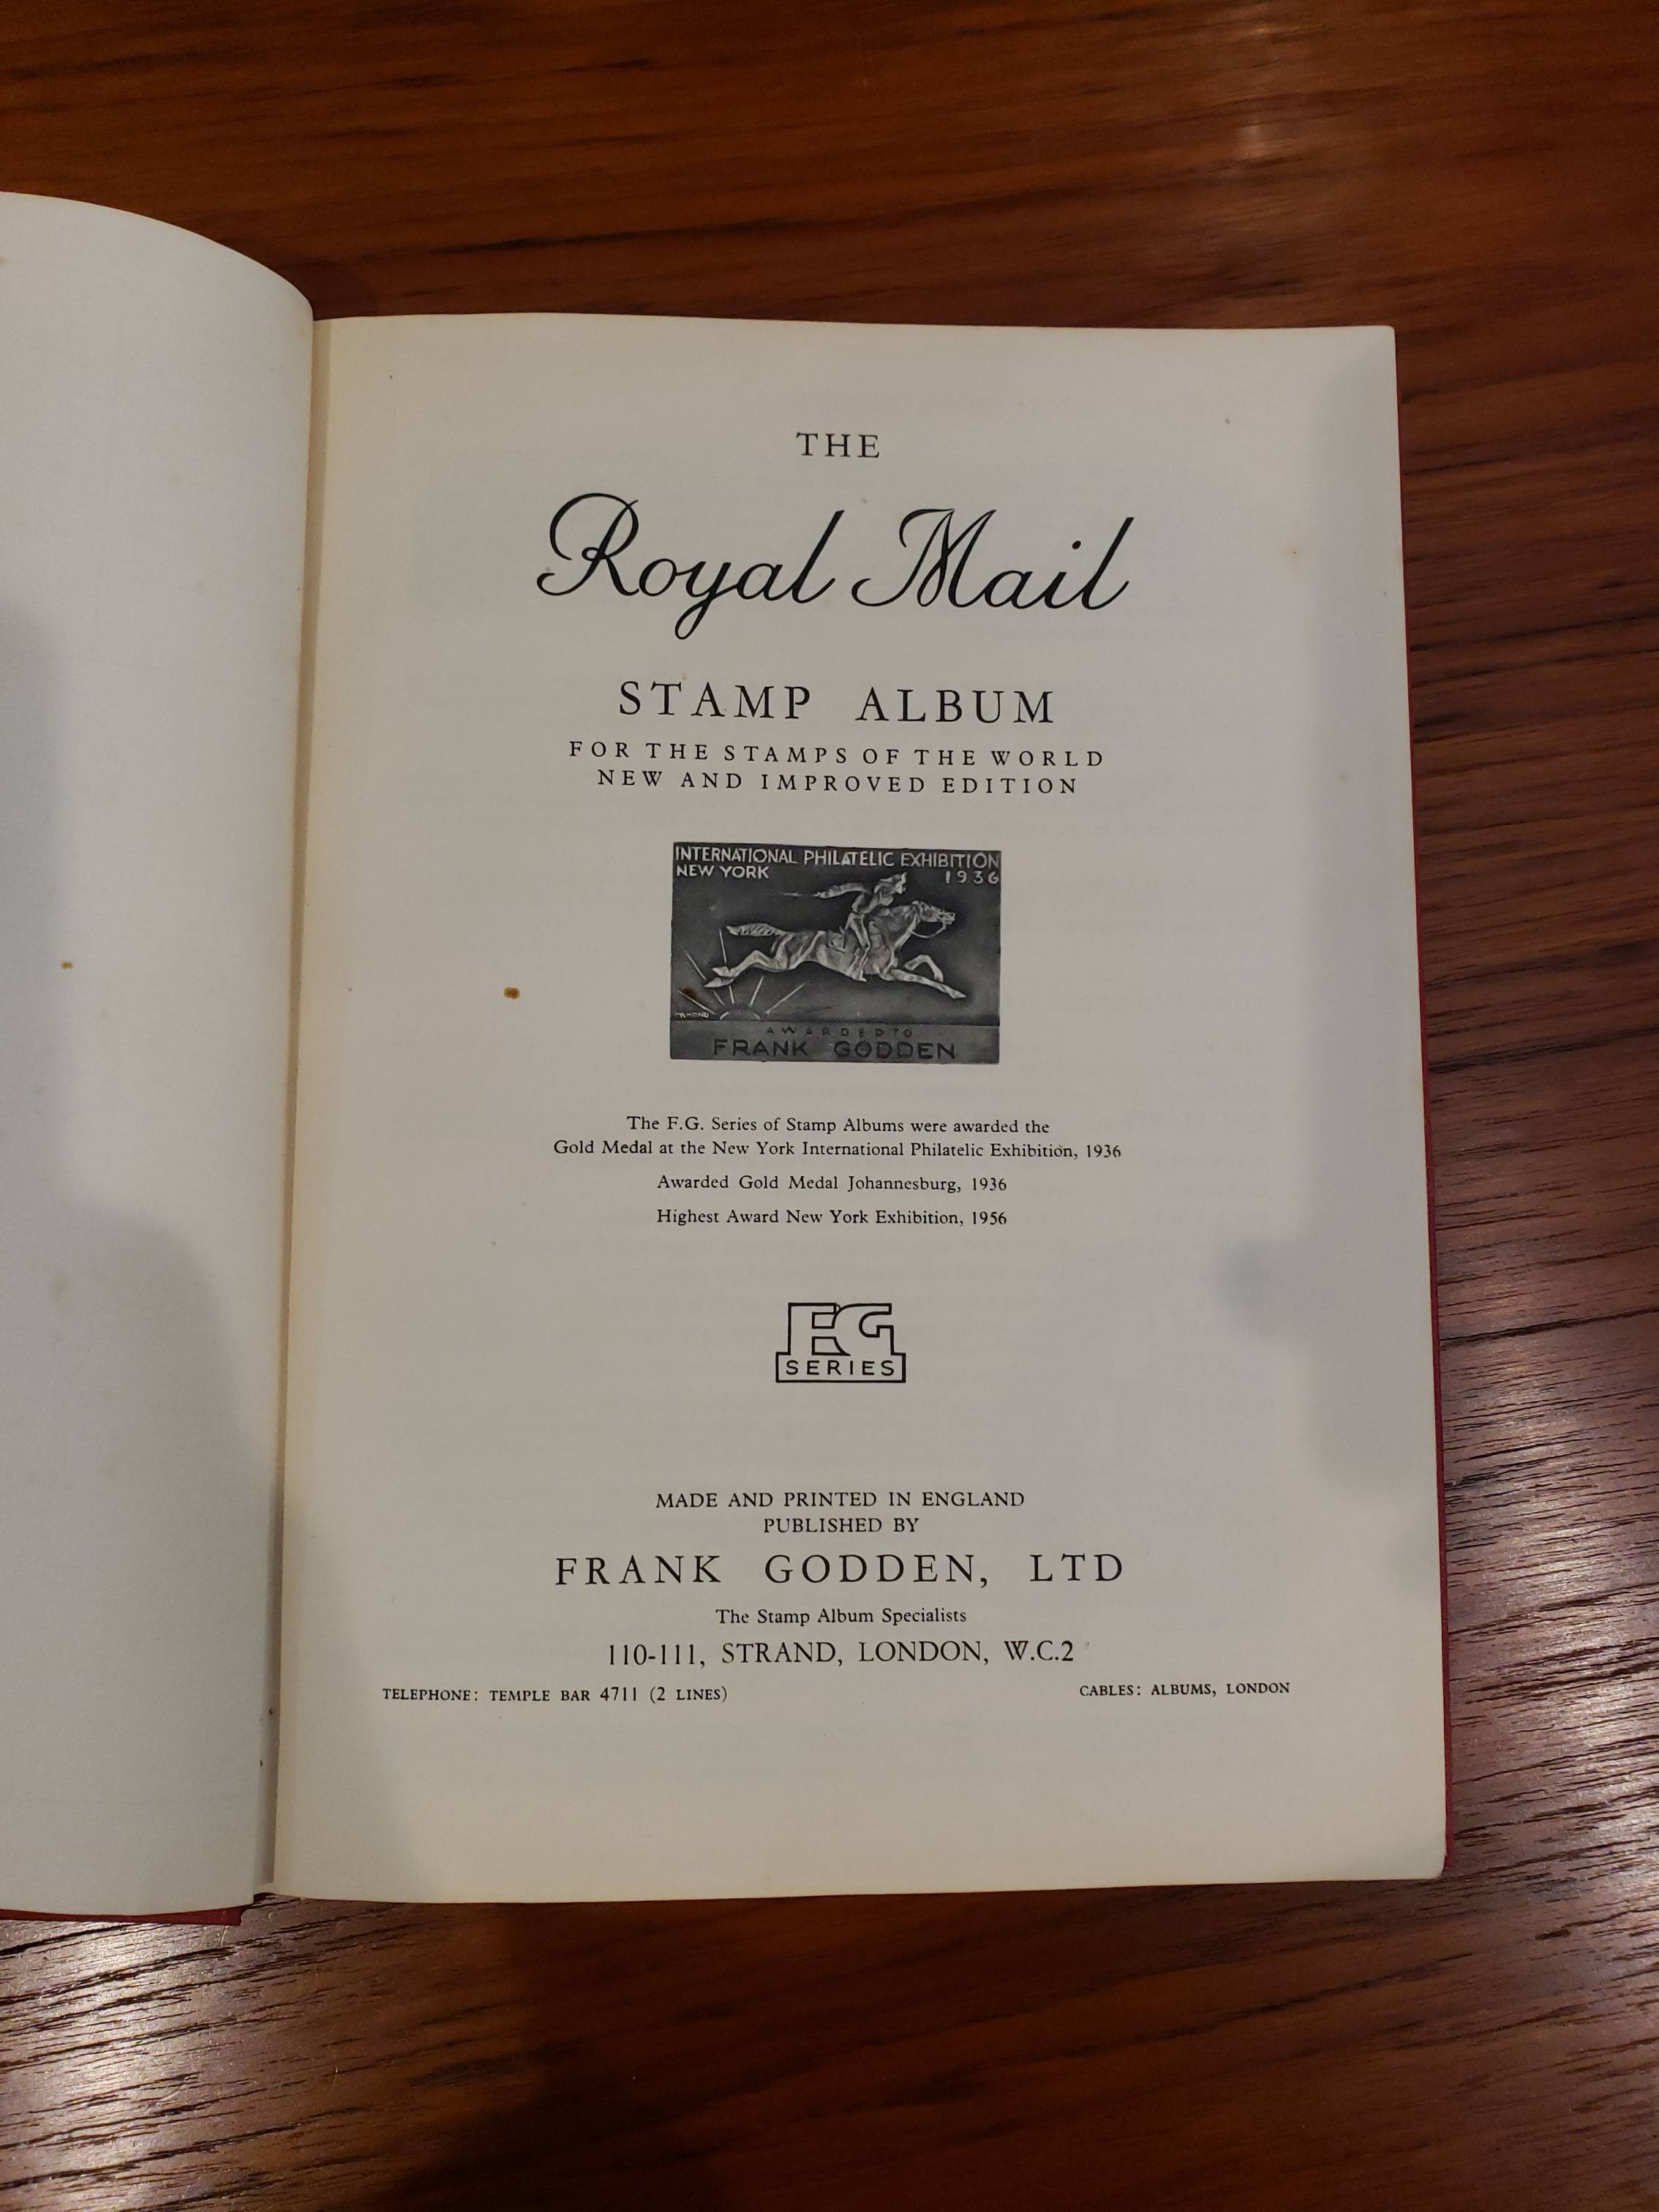 THE
Royal Mail
STAMP ALBUM
FOR THE STAMPS OF THE WORLD
NEW AND IMPROVED EDITION
INTERNATIONAL PHILATELIC EXHIBITION
NEW YORK 1936
AWARDED TO
FRANK GODDEN
The F.G. Series of Stamp Albums were awarded the
Gold Medal at the New York International Philatelic Exhibition, 1936
Awarded Gold Medal Johannesburg, 1936
Highest Award New York Exhibition, 1956
FG
SERIES
MADE AND PRINTED IN ENGLAND
PUBLISHED BY
FRANK GODDEN, LTD
The Stamp Album Specialists
110-111, STRAND, LONDON, W.C.2
TELEPHONE: TEMPLE BAR 4711 (2 LINES) CABLES: ALBUMS, LONDON